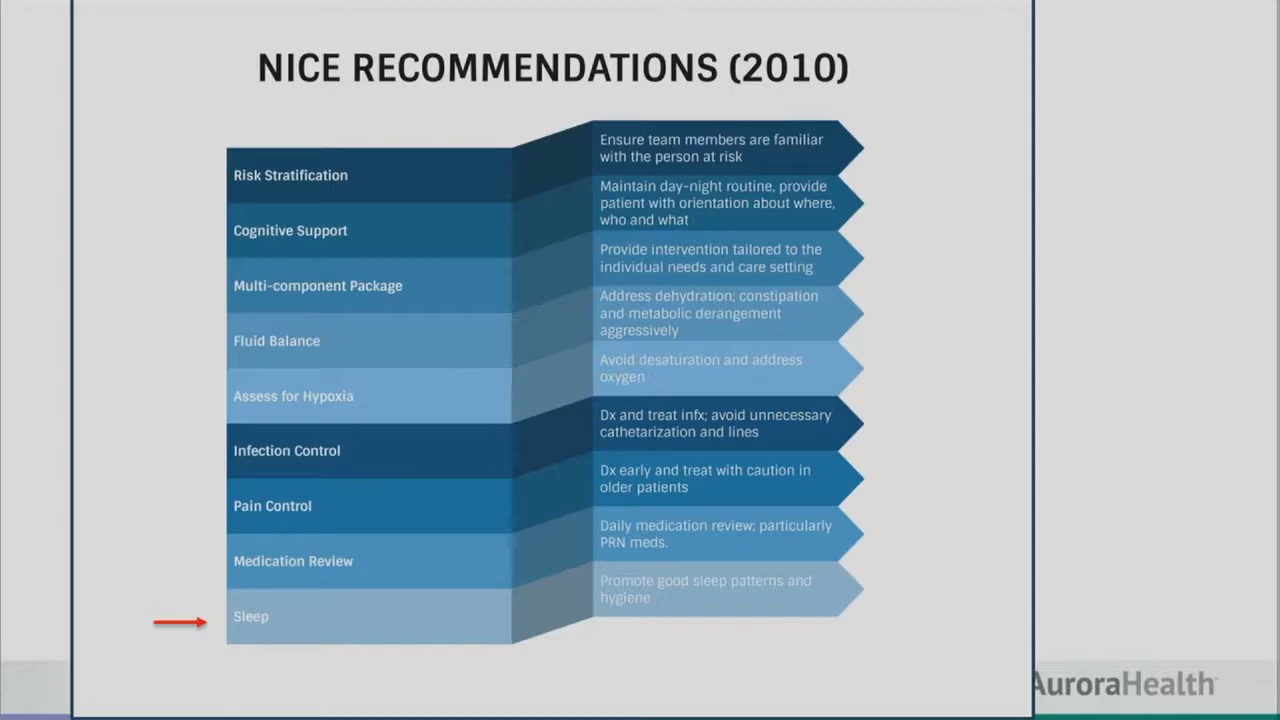 NICE RECOMMENDATIONS (2010)
Risk Stratification
Ensure team members are familiar
with the person at risk
Cognitive Support
Maintain day-night routine, provide
patient with orientation about where,
who and what
Multi-component Package
Provide intervention tailored to the
individual needs and care setting
Fluid Balance
Address dehydration; constipation
and metabolic derangement
aggressively
Assess for Hypoxia
Avoid desaturation and address
oxygen
Infection Control
Dx and treat infx; avoid unnecessary
cathetarization and lines
Pain Control
Dx early and treat with caution in
older patients
Medication Review
Daily medication review; particularly
PRN meds.
Sleep
Promote good sleep patterns and
hygiene
AuroraHealth